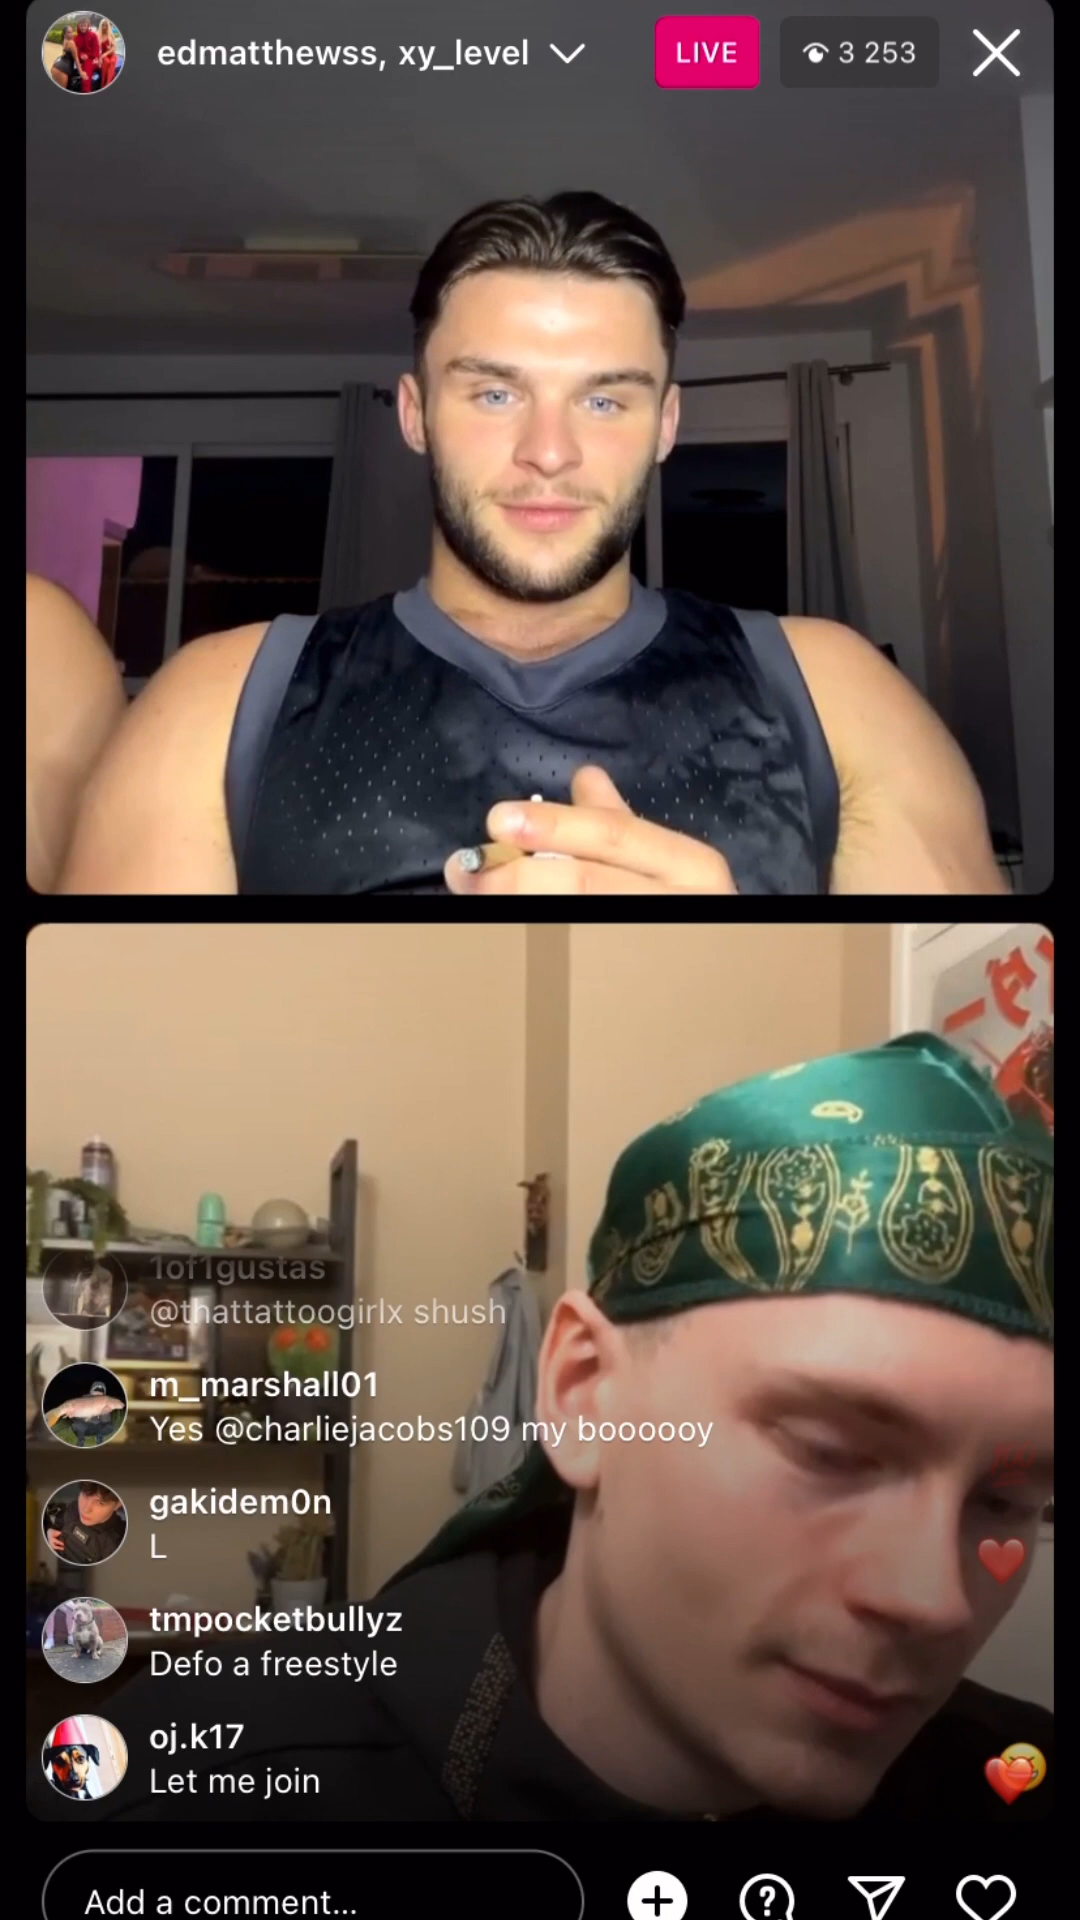 edmatthewss, xy_level
LIVE
3 253
1of1gustas
@thattattoogirlx shush
m_marshall01
Yes @charliejacobs109 my boooooy
gakidem0n
L
tmpocketbullyz
Defo a freestyle
oj.k17
Let me join
Add a comment...